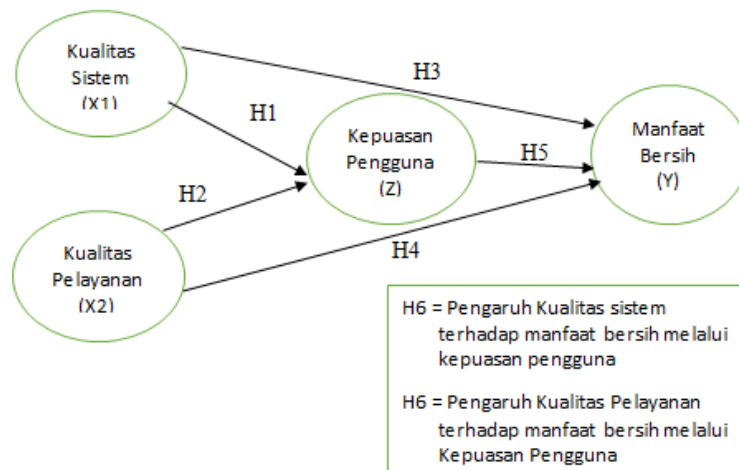 Kualitas
Sistem
(X1)
H3
H1
Kepuasan
Pengguna
(Z)
H5
Manfaat
Bersih
(Y)
H2
Kualitas
Pelayanan
(X2)
H4
H6 = Pengaruh Kualitas sistem
terhadap manfaat bersih melalui
kepuasan pengguna
H6 = Pengaruh Kualitas Pelayanan
terhadap manfaat bersih melalui
Kepuasan Pengguna